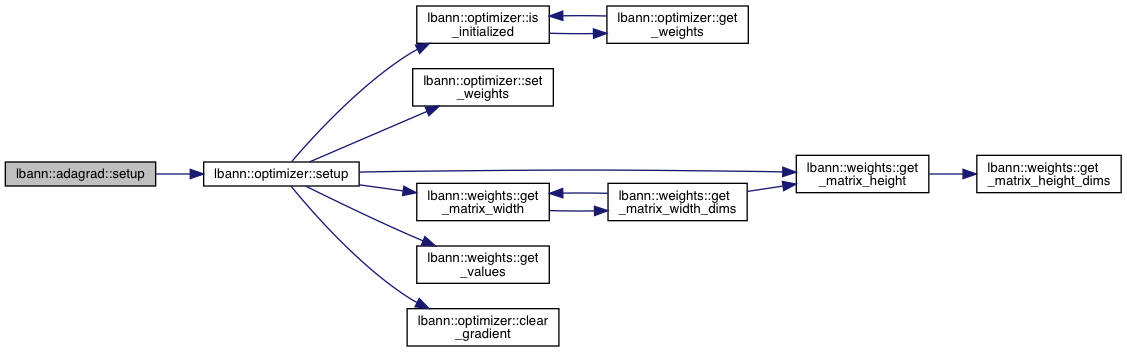 lbann::optimizer::is
_initialized
lbann::optimizer::get
_weights
lbann::optimizer::set
_weights
lbann::adagrad::setup
lbann::optimizer::setup
lbann::weights::get
_matrix_height
lbann::weights::get
_matrix_height_dims
lbann::weights::get
_matrix_width
lbann::weights::get
_matrix_width_dims
lbann::weights::get
_values
lbann::optimizer::clear
_gradient